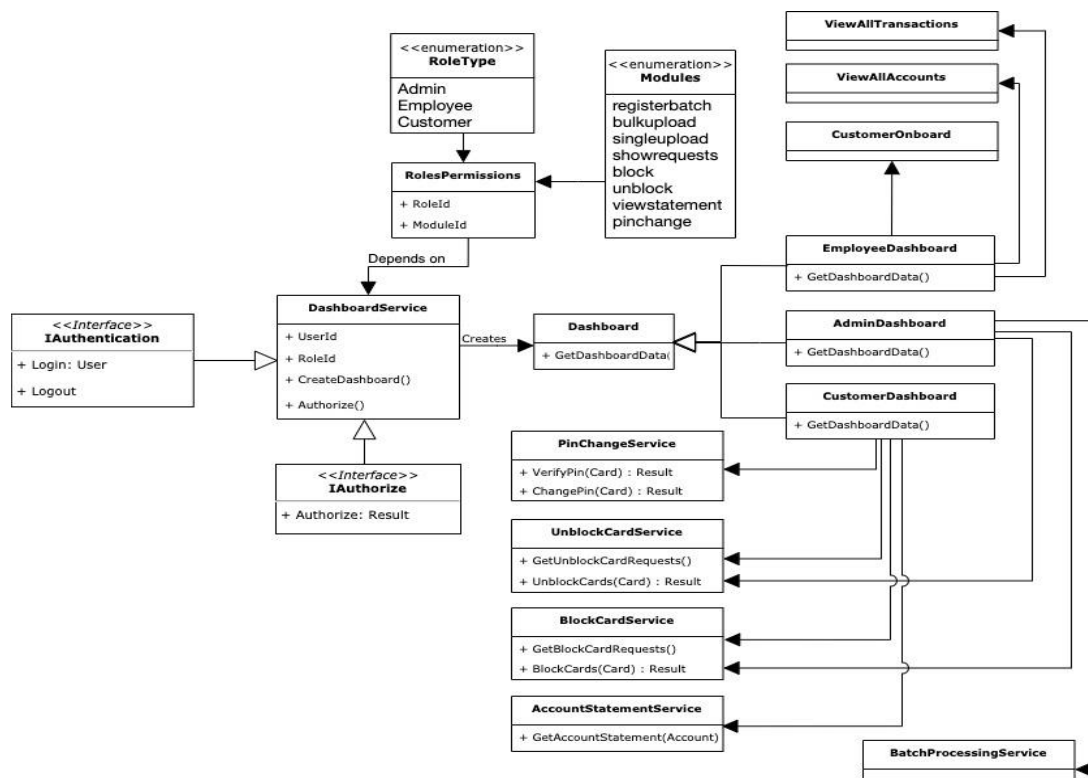 ViewAllTransactions
<<enumeration>>
RoleType
Admin
Employee
Customer
<<enumeration>>
Modules
registerbatch
bulkupload
singleupload
showrequests
block
unblock
viewstatement
pinchange
ViewAllAccounts
CustomerOnboard
RolesPermissions
+ RoleId
+ ModuleId
EmployeeDashboard
+ GetDashboardData()
Depends on
DashboardService
+ UserId
+ RoleId
+ CreateDashboard()
+ Authorize()
<<Interface>>
IAuthentication
+ Login: User
+ Logout
Creates
Dashboard
+ GetDashboardData(
AdminDashboard
+ GetDashboardData()
CustomerDashboard
+ GetDashboardData()
<<Interface>>
IAuthorize
+ Authorize: Result
PinChangeService
+ VerifyPin(Card) : Result
+ ChangePin(Card) : Result
UnblockCardService
+ GetUnblockCardRequests()
+ UnblockCards(Card) : Result
BlockCardService
+ GetBlockCardRequests()
+ BlockCards(Card) : Result
AccountStatementService
+ GetAccountStatement(Account)
BatchProcessingService